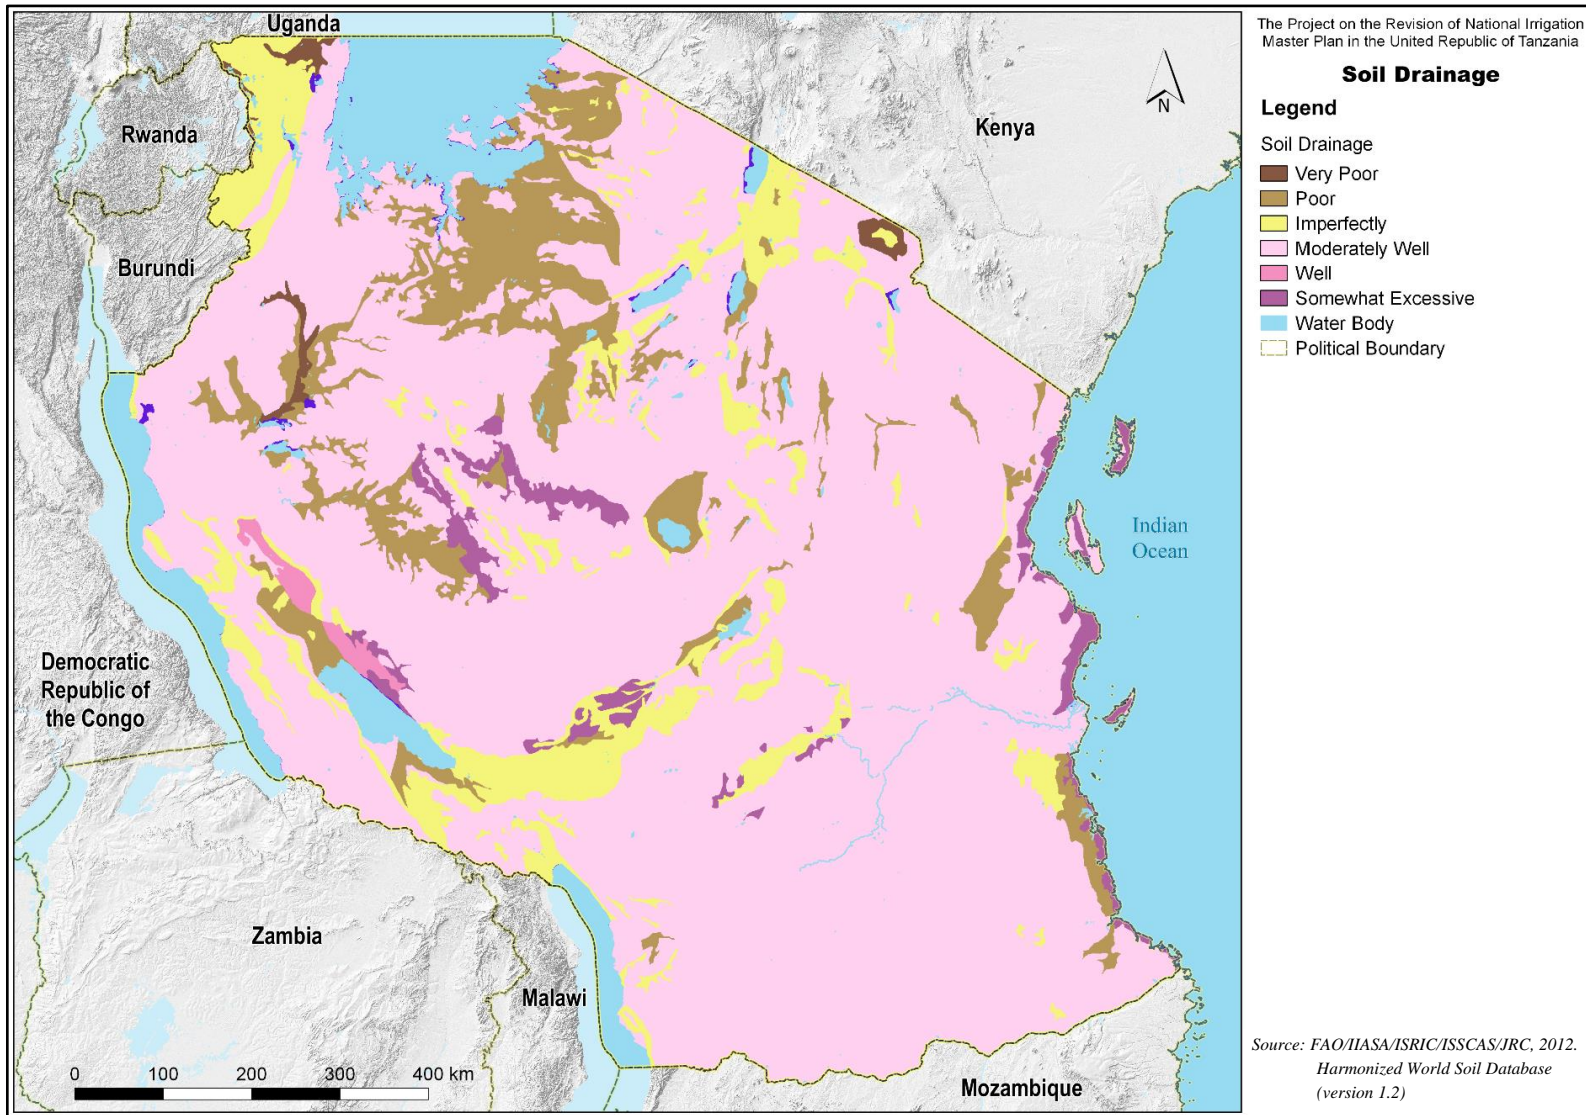 The Project on the Revision of National Irrigation
Master Plan in the United Republic of Tanzania
Soil Drainage
Legend
Soil Drainage
Very Poor
Poor
Imperfectly
Moderately Well
Well
Somewhat Excessive
Water Body
Political Boundary
Uganda
N
Kenya
Rwanda
Burundi
Indian
Ocean
Democratic
Republic of
the Congo
Zambia
Malawi
Mozambique
0 100 200 300 400 km
Source: FAO/IIASA/ISRIC/ISSCAS/JRC, 2012.
Harmonized World Soil Database
(version 1.2)